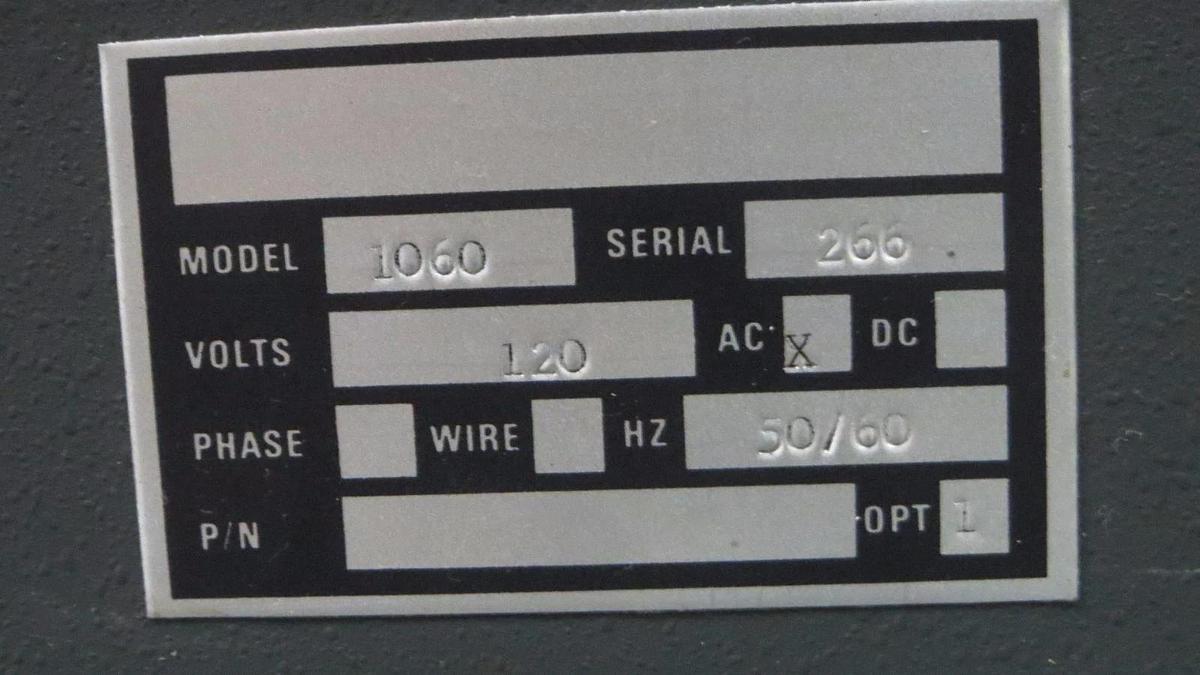 MODEL 1060 SERIAL 266
VOLTS 120 AC X DC
PHASE WIRE HZ 50/60
P/N OPT 1